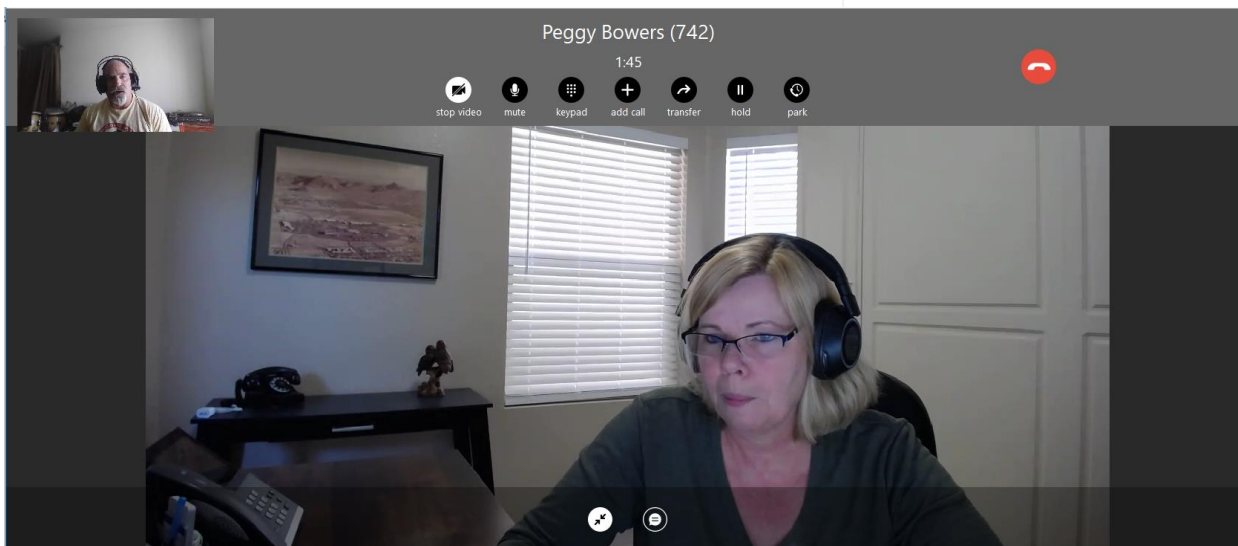 Peggy Bowers (742)
1:45
stop video mute keypad add call transfer hold park